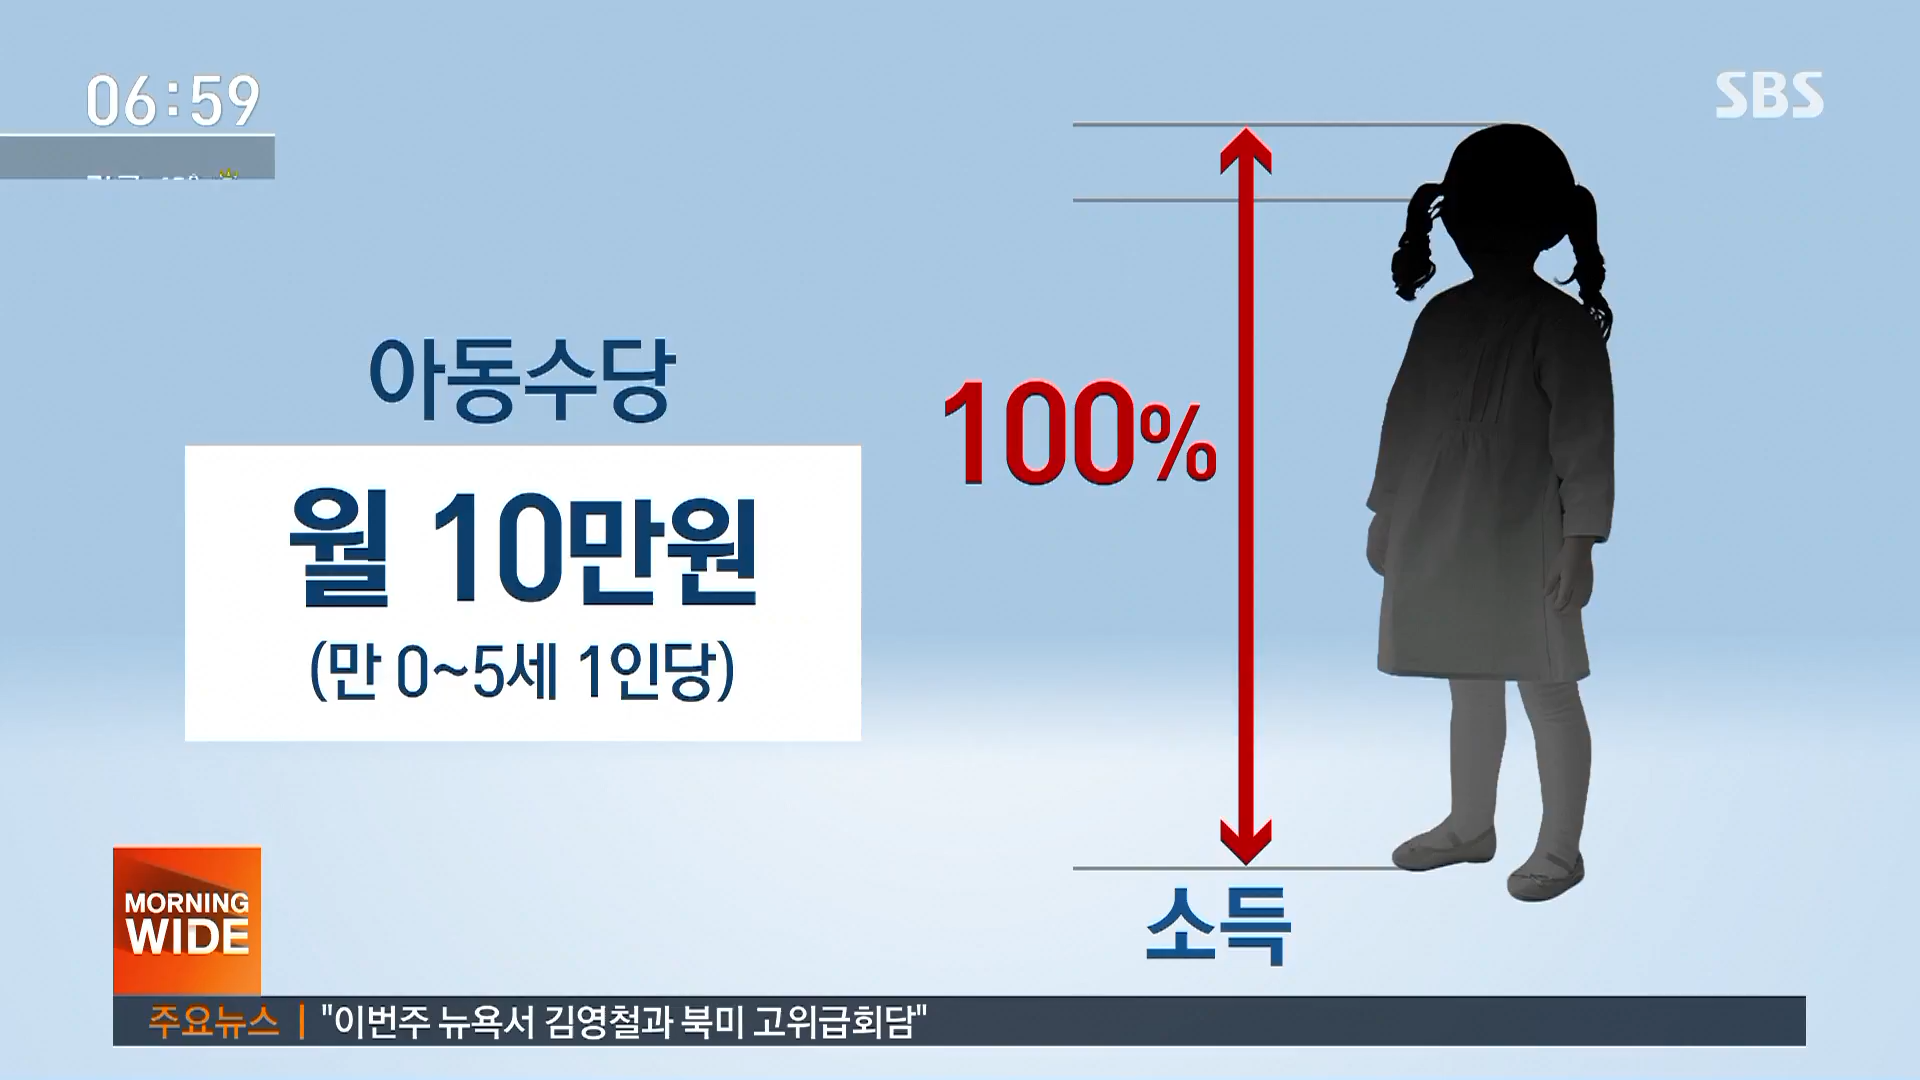 06:59
SBS
아동수당
월 10만원
(만 0~5세 1인당)
100%
소득
MORNING
WIDE
주요뉴스 | "이번주 뉴욕서 김영철과 북미 고위급회담"